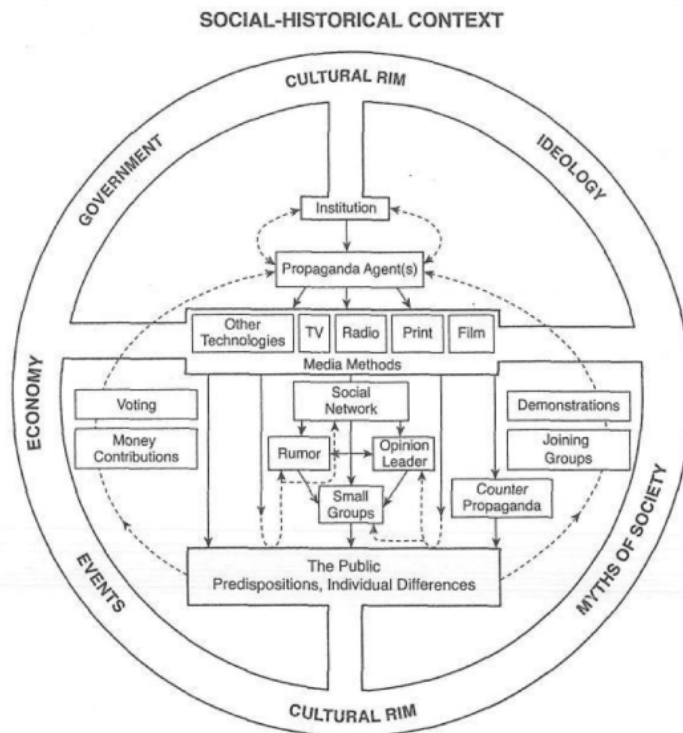 SOCIAL-HISTORICAL CONTEXT
CULTURAL RIM
GOVERNMENT
IDEOLOGY
Institution
Propaganda Agent(s)
Other
Technologies
TV
Radio
Print
Film
Media Methods
ECONOMY
Voting
Money
Contributions
Social
Network
Rumor
Opinion
Leader
Small
Groups
Demonstrations
Joining
Groups
Counter
Propaganda
The Public
Predispositions, Individual Differences
EVENTS
MYTHS OF SOCIETY
CULTURAL RIM